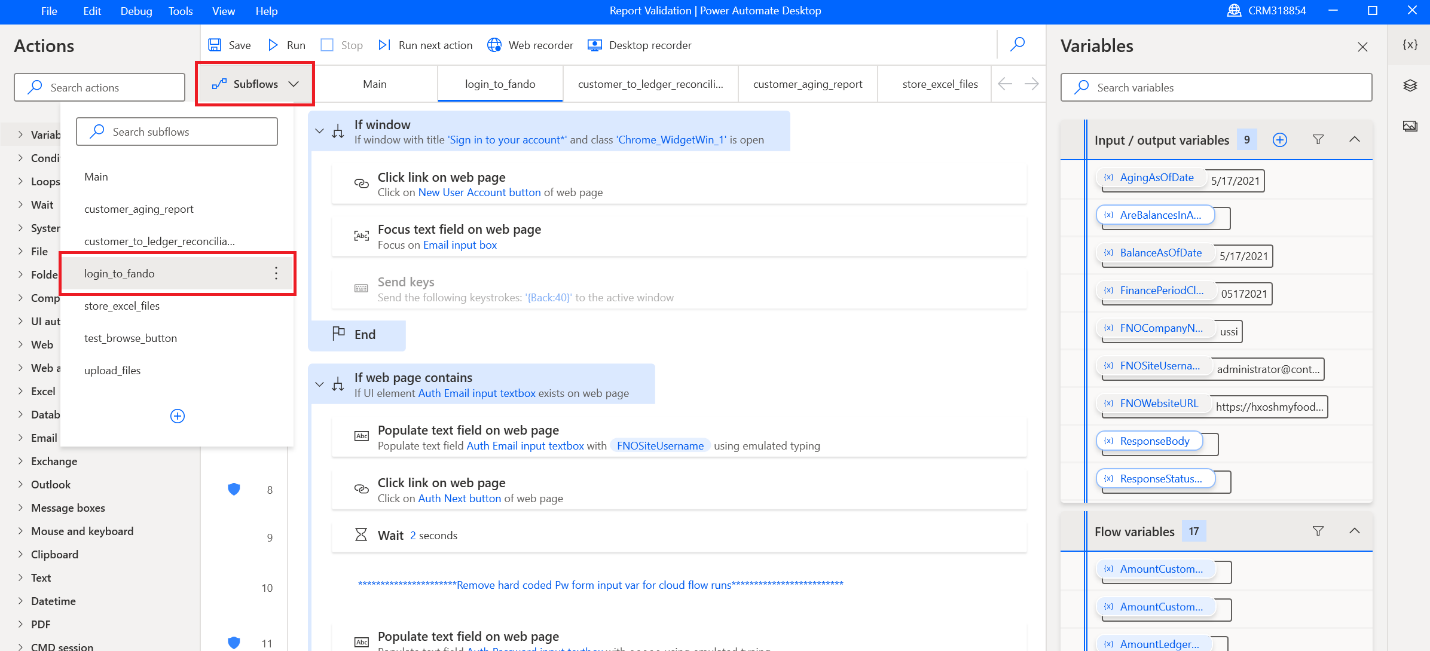 File Edit Debug Tools View Help Report Validation | Power Automate Desktop CRM318854
Actions
Search actions
Save Run Stop Run next action Web recorder Desktop recorder
Subflows Main login_to_fando customer_to_ledger_reconcili... customer_aging_report store_excel_files
Search subflows
Main
customer_aging_report
customer_to_ledger_reconcilia...
login_to_fando
store_excel_files
test_browse_button
upload_files
Variab
Condi
Loops
Wait
System
File
Folde
Comp
UI aut
Web
Web a
Excel
Datab
Email
Exchange
Outlook
Message boxes
Mouse and keyboard
Clipboard
Text
Datetime
PDF
CMD session
8
9
10
11
If window
If window with title 'Sign in to your account*' and class 'Chrome_WidgetWin_1' is open
Click link on web page
Click on New User Account button of web page
Abc
Focus text field on web page
Focus on Email input box
Send keys
Send the following keystrokes: '{Back:40}' to the active window
End
If web page contains
If UI element Auth Email input textbox exists on web page
Abc
Populate text field on web page
Populate text field Auth Email input textbox with FNOSiteUsername using emulated typing
Click link on web page
Click on Auth Next button of web page
Wait 2 seconds
**********************Remove hard coded Pw form input var for cloud flow runs*************************
Abc
Populate text field on web page
Variables
{x}
Search variables
Input / output variables 9
{x} AgingAsOfDate 5/17/2021
{x} AreBalancesInA...
{x} BalanceAsOfDate 5/17/2021
{x} FinancePeriodCl... 05172021
{x} FNOCompanyN... ussi
{x} FNOSiteUserna... administrator@cont...
{x} FNOWebsiteURL https://hxoshmyfood...
{x} ResponseBody
{x} ResponseStatus...
Flow variables 17
{x} AmountCustom...
{x} AmountCustom...
{x} AmountLedger...